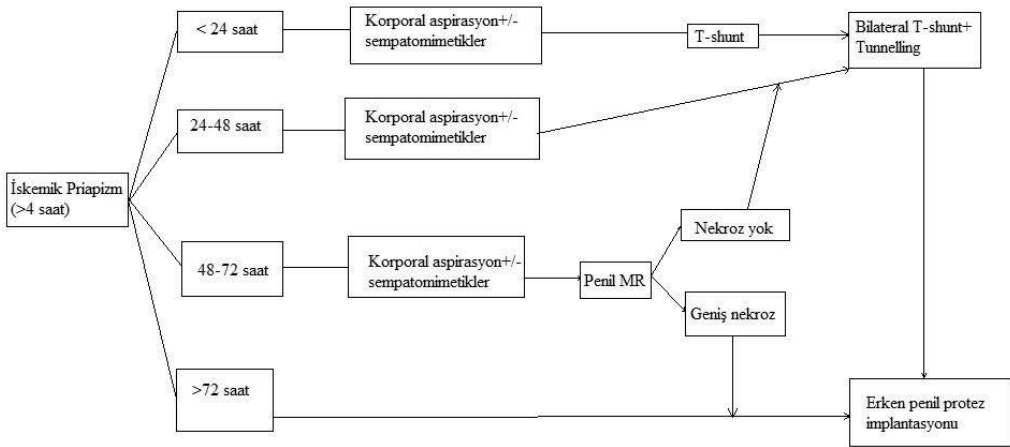 < 24 saat
Korporal aspirasyon+/-
sempatomimetikler
T-shunt
Bilateral T-shunt+
Tunnelling
24-48 saat
Korporal aspirasyon+/-
sempatomimetikler
İskemik Priapizm
(>4 saat)
48-72 saat
Korporal aspirasyon+/-
sempatomimetikler
Penil MR
Nekroz yok
Geniş nekroz
>72 saat
Erken penil protez
implantasyonu